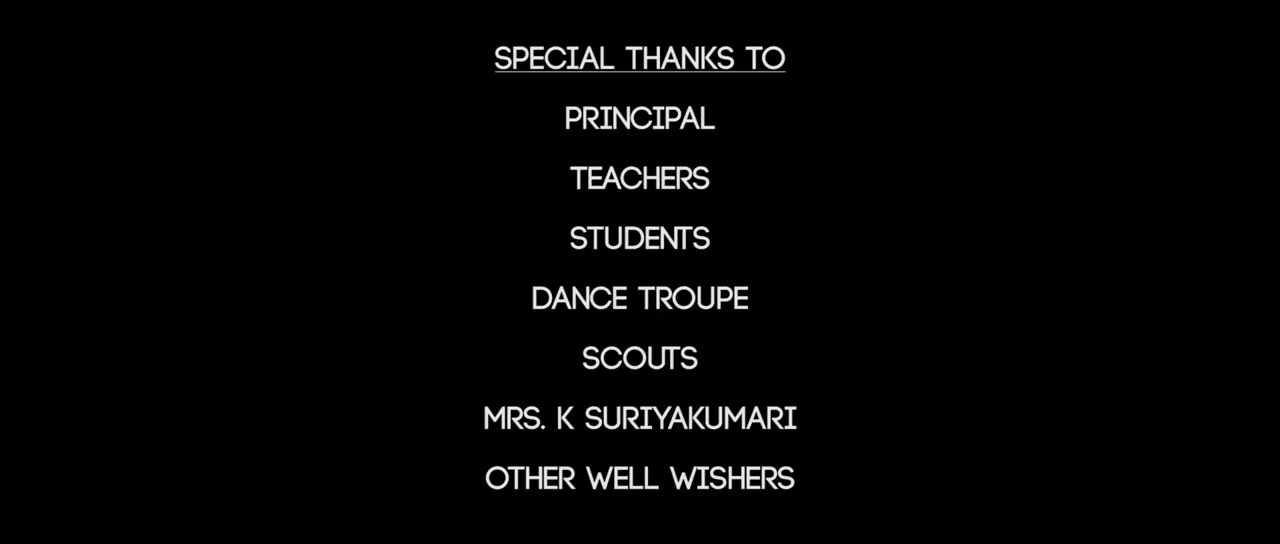 SPECIAL THANKS TO
PRINCIPAL
TEACHERS
STUDENTS
DANCE TROUPE
SCOUTS
MRS. K SURIYAKUMARI
OTHER WELL WISHERS